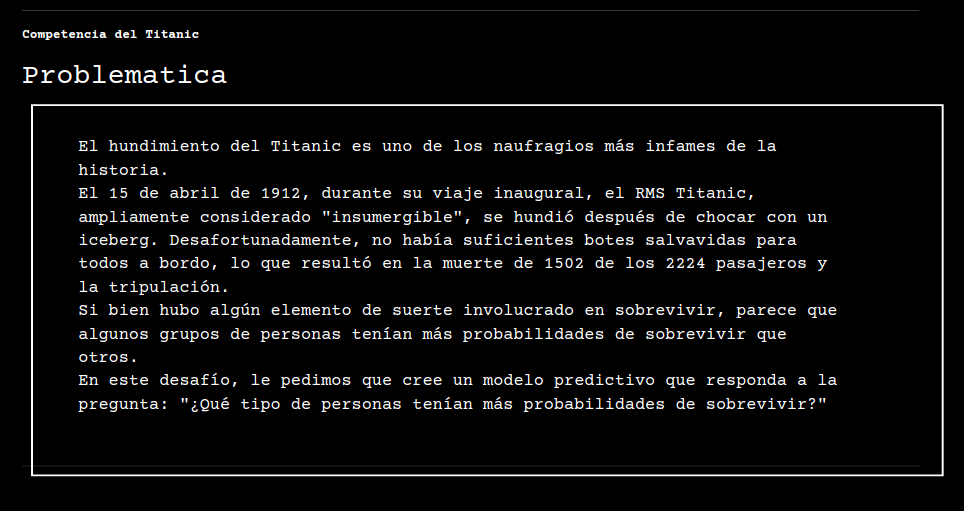 Competencia del Titanic
Problematica
El hundimiento del Titanic es uno de los naufragios más infames de la
historia.
El 15 de abril de 1912, durante su viaje inaugural, el RMS Titanic,
ampliamente considerado "insumergible", se hundió después de chocar con un
iceberg. Desafortunadamente, no había suficientes botes salvavidas para
todos a bordo, lo que resultó en la muerte de 1502 de los 2224 pasajeros y
la tripulación.
Si bien hubo algún elemento de suerte involucrado en sobrevivir, parece que
algunos grupos de personas tenían más probabilidades de sobrevivir que
otros.
En este desafío, le pedimos que cree un modelo predictivo que responda a la
pregunta: "¿Qué tipo de personas tenían más probabilidades de sobrevivir?"